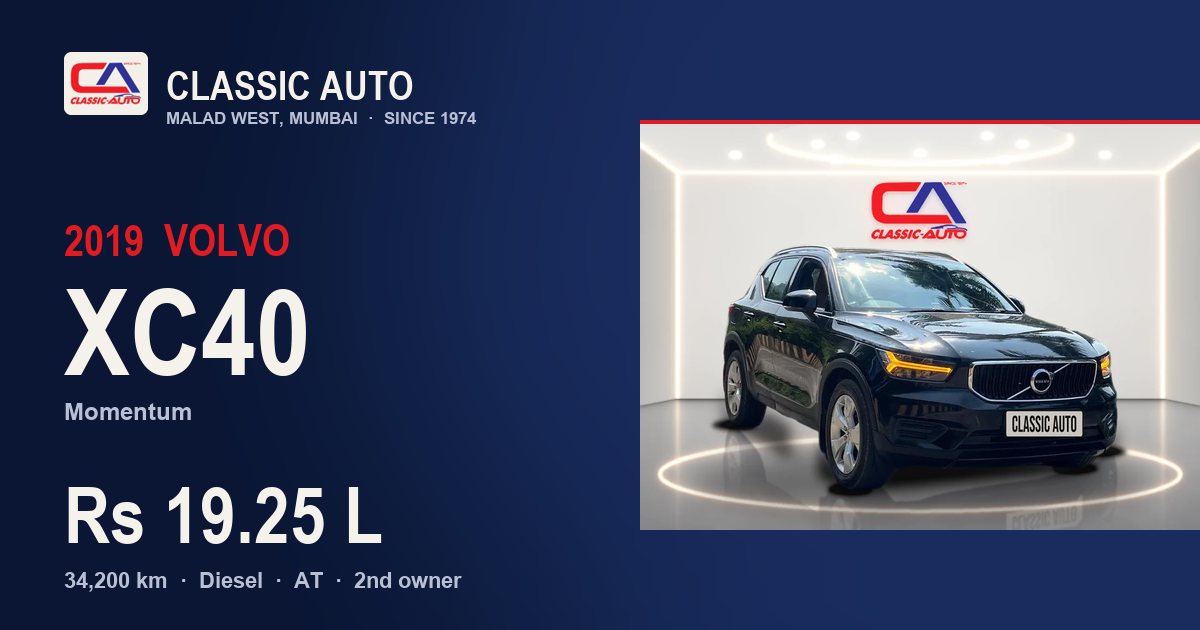 CA
CLASSIC-AUTO
CLASSIC AUTO
MALAD WEST, MUMBAI · SINCE 1974
2019 VOLVO
XC40
Momentum
Rs 19.25 L
34,200 km · Diesel · AT · 2nd owner
CA
CLASSIC-AUTO
VOLVO
CLASSIC AUTO